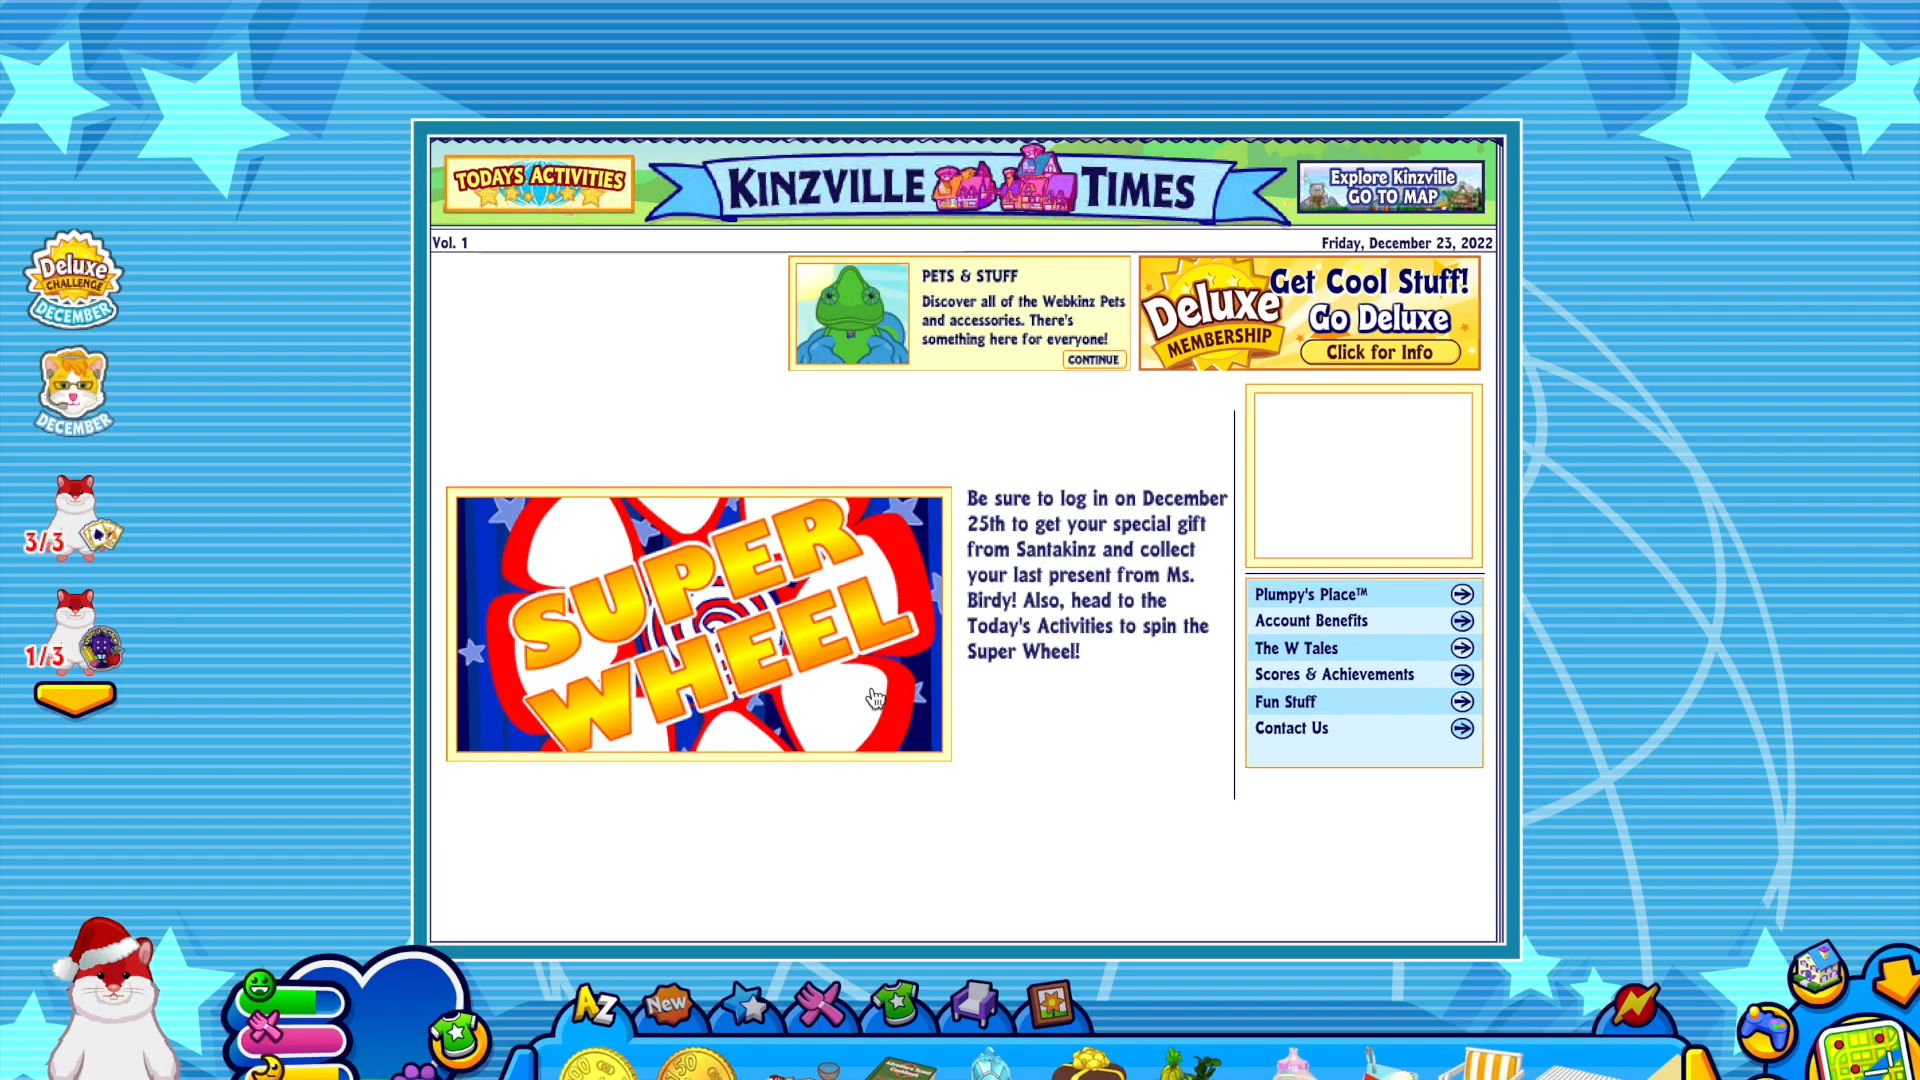 TODAYS ACTIVITIES
KINZVILLE TIMES
Explore Kinzville
GO TO MAP
Vol. 1
Friday, December 23, 2022
PETS & STUFF
Discover all of the Webkinz Pets
and accessories. There's
something here for everyone!
CONTINUE
Deluxe
MEMBERSHIP
Get Cool Stuff!
Go Deluxe
Click for Info
Deluxe
CHALLENGE
DECEMBER
DECEMBER
3/3
1/3
SUPER
WHEEL
Be sure to log in on December
25th to get your special gift
from Santakinz and collect
your last present from Ms.
Birdy! Also, head to the
Today's Activities to spin the
Super Wheel!
Plumpy's Place™
Account Benefits
The W Tales
Scores & Achievements
Fun Stuff
Contact Us
AZ
New